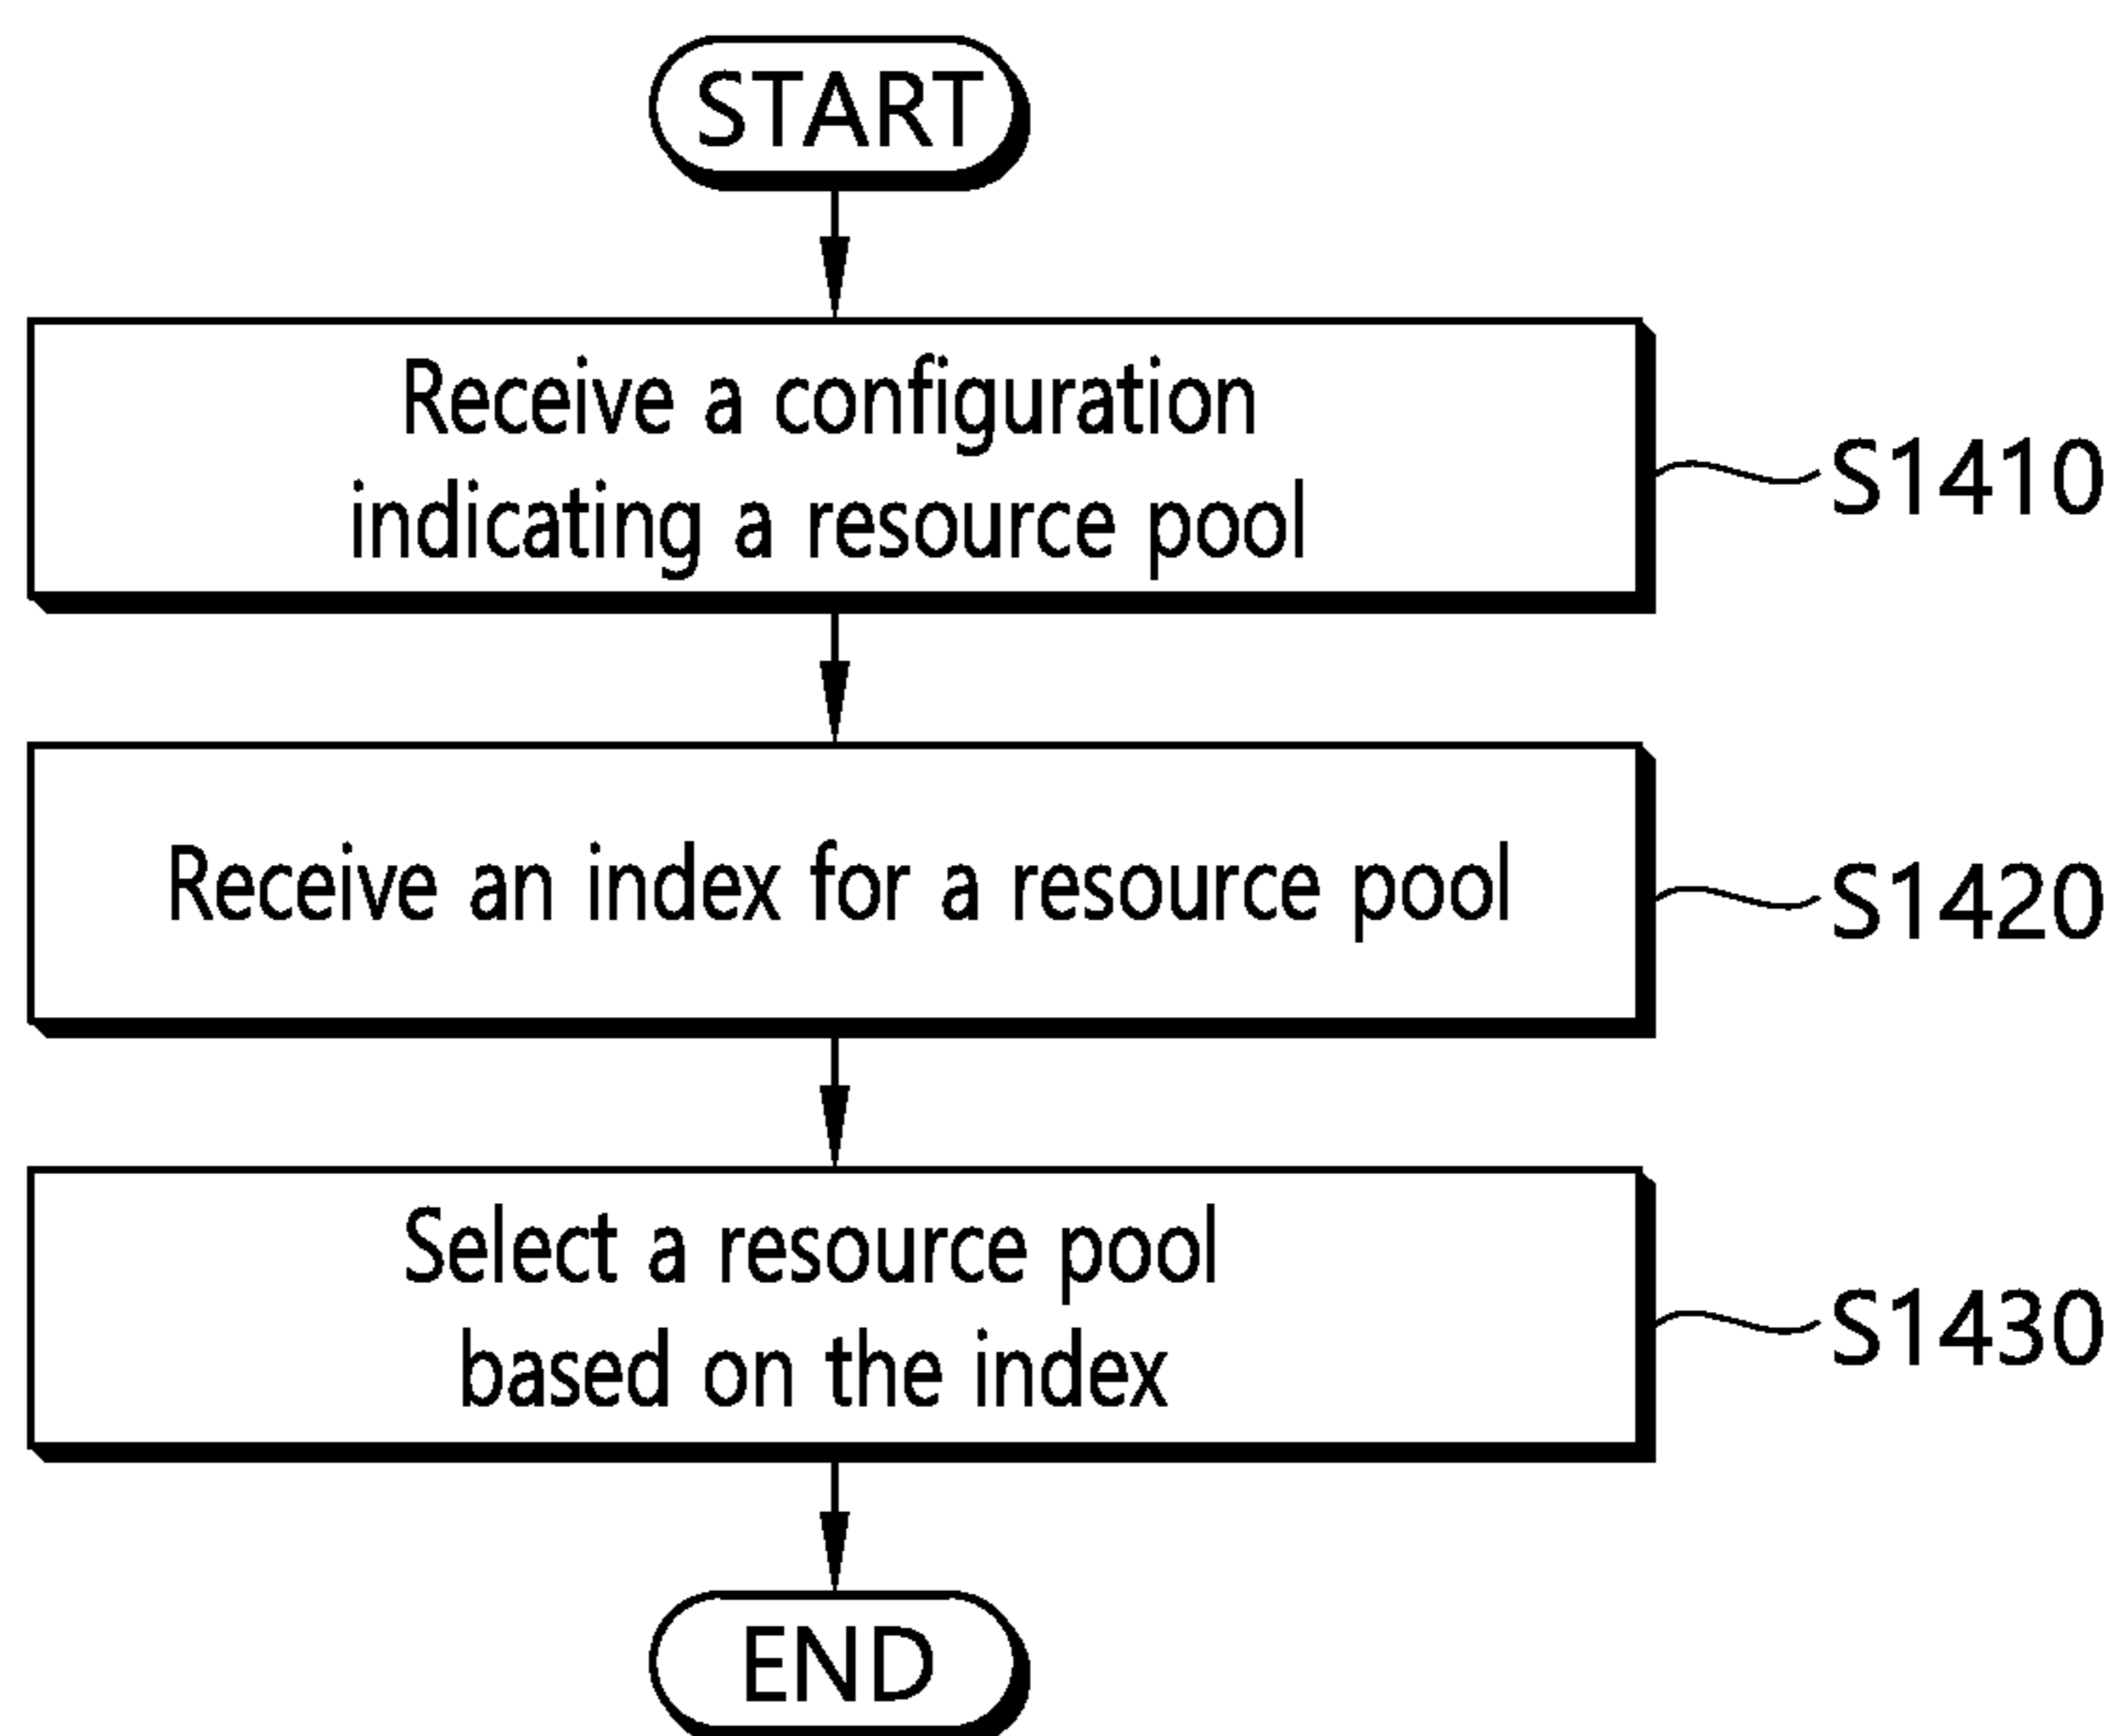 START
Receive a configuration
indicating a resource pool
S1410
Receive an index for a resource pool
S1420
Select a resource pool
based on the index
S1430
END